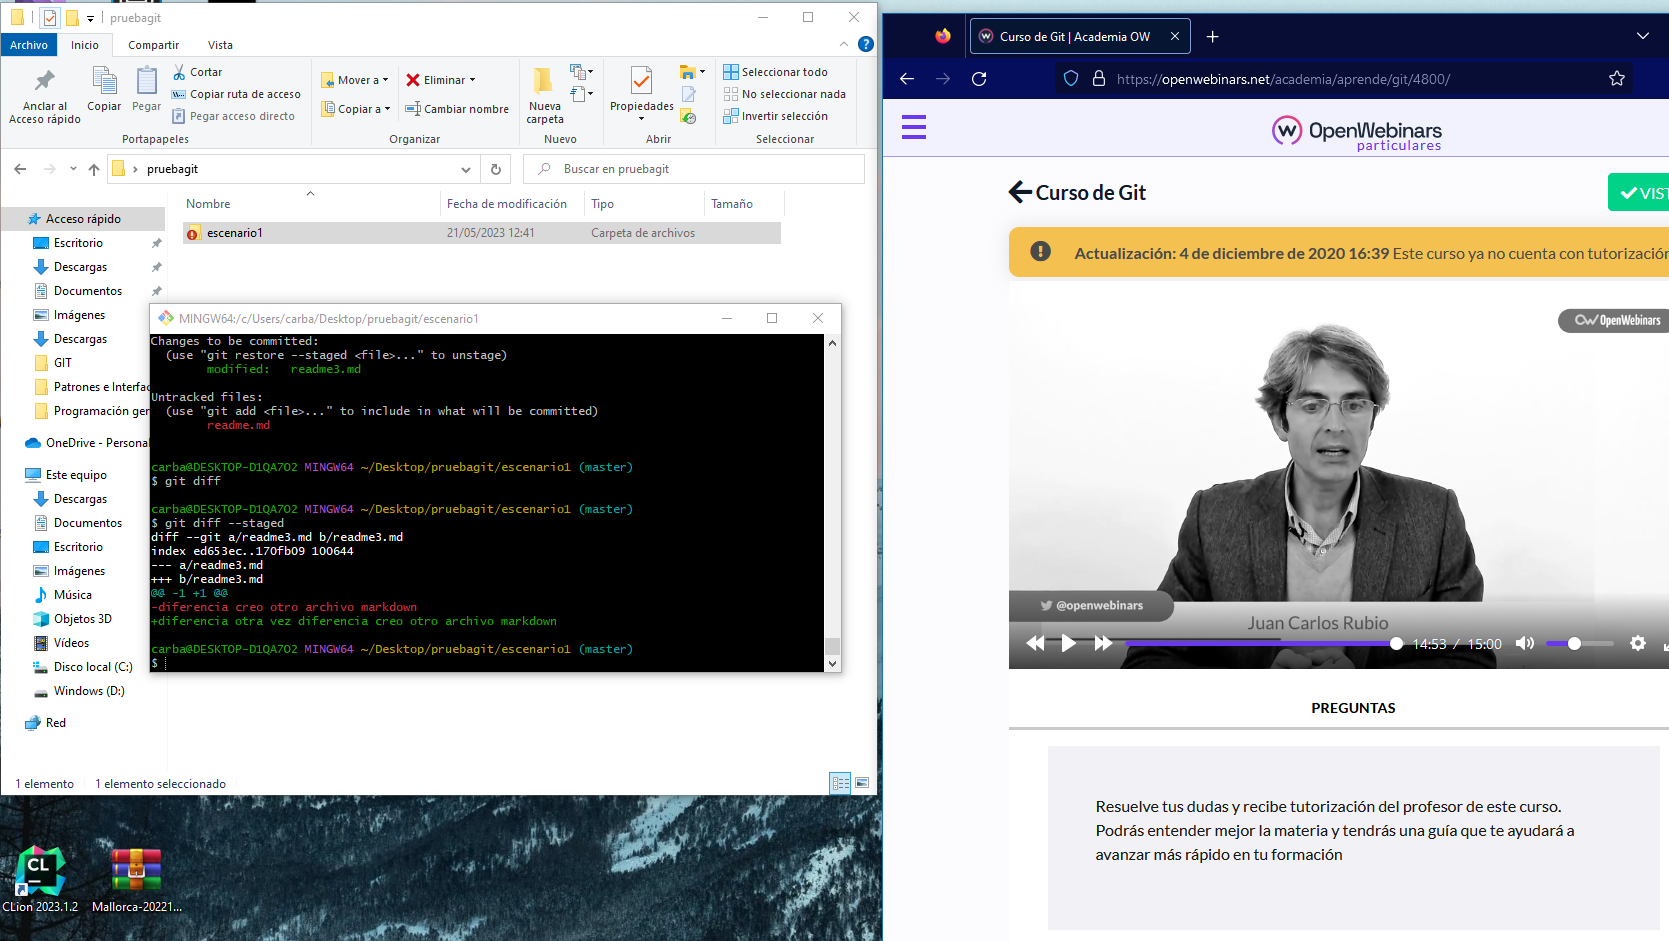 pruebagit
Archivo
Inicio
Compartir
Vista
Anclar al
Acceso rápido
Copiar
Pegar
Cortar
Copiar ruta de acceso
Pegar acceso directo
Portapapeles
Mover a
Copiar a
Eliminar
Cambiar nombre
Organizar
Nueva
carpeta
Nuevo
Propiedades
Abrir
Seleccionar todo
No seleccionar nada
Invertir selección
Seleccionar
pruebagit
Buscar en pruebagit
Nombre
Fecha de modificación
Tipo
Tamaño
escenario1
21/05/2023 12:41
Carpeta de archivos
Acceso rápido
Escritorio
Descargas
Documentos
Imágenes
Descargas
GIT
Patrones e Interfac
Programación ger
OneDrive - Personal
Este equipo
Descargas
Documentos
Escritorio
Imágenes
Música
Objetos 3D
Vídeos
Disco local (C:)
Windows (D:)
Red
1 elemento
1 elemento seleccionado
MINGW64:/c/Users/carba/Desktop/pruebagit/escenario1
Changes to be committed:
(use "git restore --staged <file>..." to unstage)
modified:   readme3.md
Untracked files:
(use "git add <file>..." to include in what will be committed)
readme.md
carba@DESKTOP-D1QA7O2 MINGW64 ~/Desktop/pruebagit/escenario1 (master)
$ git diff
carba@DESKTOP-D1QA7O2 MINGW64 ~/Desktop/pruebagit/escenario1 (master)
$ git diff --staged
diff --git a/readme3.md b/readme3.md
index ed653ec..170fb09 100644
--- a/readme3.md
+++ b/readme3.md
@@ -1 +1 @@
-diferencia creo otro archivo markdown
+diferencia otra vez diferencia creo otro archivo markdown
carba@DESKTOP-D1QA7O2 MINGW64 ~/Desktop/pruebagit/escenario1 (master)
$
CL
CLion 2023.1.2
Mallorca-20221...
Curso de Git | Academia OW
https://openwebinars.net/academia/aprende/git/4800/
OpenWebinars
particulares
Curso de Git
VIST
Actualización: 4 de diciembre de 2020 16:39 Este curso ya no cuenta con tutorización
OpenWebinars
@openwebinars
Juan Carlos Rubio
14:53 / 15:00
PREGUNTAS
Resuelve tus dudas y recibe tutorización del profesor de este curso.
Podrás entender mejor la materia y tendrás una guía que te ayudará a
avanzar más rápido en tu formación